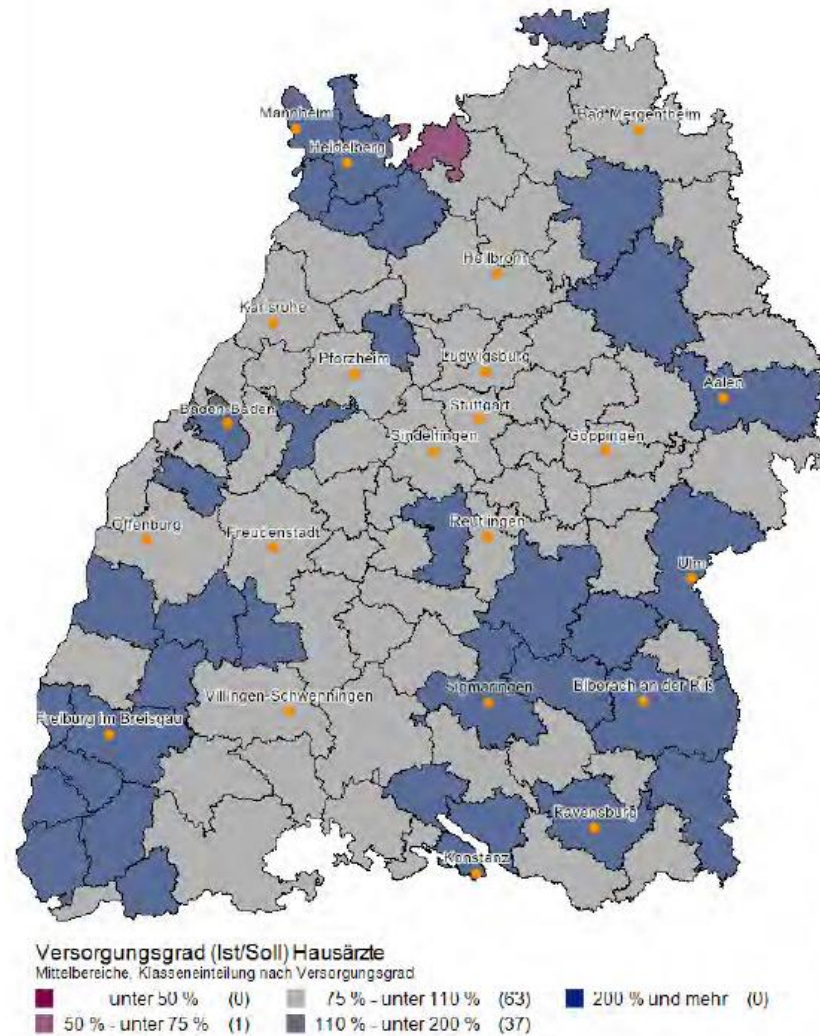 Bad Mergentheim
Mannheim
Heidelberg
Heilbronn
Karlsruhe
Pforzheim
Ludwigsburg
Aalen
Baden-Baden
Stuttgart
Sindelfingen
Göppingen
Offenburg
Freudenstadt
Reutlingen
Ulm
Sigmaringen
Biberach an der Riß
Villingen-Schwenningen
Freiburg im Breisgau
Ravensburg
Konstanz
Versorgungsgrad (Ist/Soll) Hausärzte
Mittelbereiche, Klasseneinteilung nach Versorgungsgrad
unter 50 % (0) 75 % - unter 110 % (63) 200 % und mehr (0)
50 % - unter 75 % (1) 110 % - unter 200 % (37)